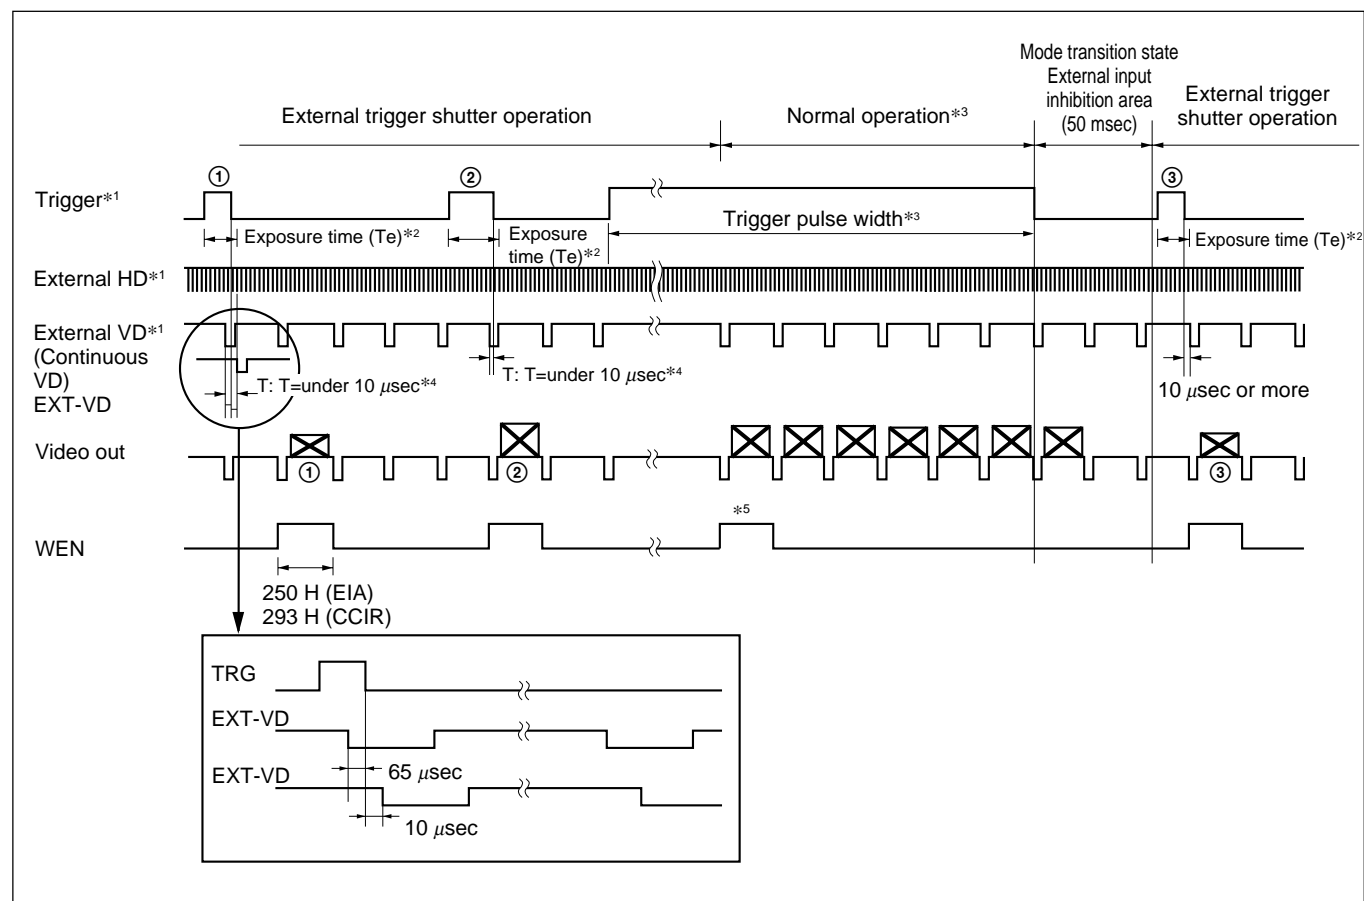 Mode transition state
External input
inhibition area
(50 msec)
External trigger shutter operation
Normal operation*3
External trigger
shutter operation
① ② ③
Trigger*1
Exposure time (Te)*2
Exposure
time (Te)*2
Trigger pulse width*3
Exposure time (Te)*2
External HD*1
External VD*1
(Continuous
VD)
EXT-VD
T: T=under 10 μsec*4
T: T=under 10 μsec*4
10 μsec or more
Video out
① ② ③
*5
WEN
250 H (EIA)
293 H (CCIR)
TRG
EXT-VD
65 μsec
EXT-VD
10 μsec